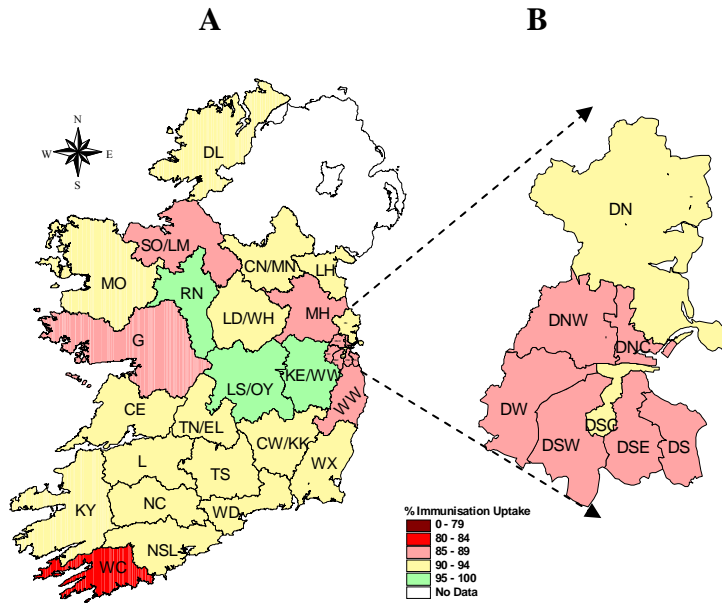 A
B
N
W
E
S
DL
SO/LM
CN/MN
LH
MO
RN
LD/WH
MH
G
LS/OY
KE/WW
WW
CE
TN/EL
CW/KK
WX
L
TS
KY
NC
WD
NSL
WC
DN
DNW
DNC
DW
DSC
DSW
DSE
DS
% Immunisation Uptake
0 - 79
80 - 84
85 - 89
90 - 94
95 - 100
No Data